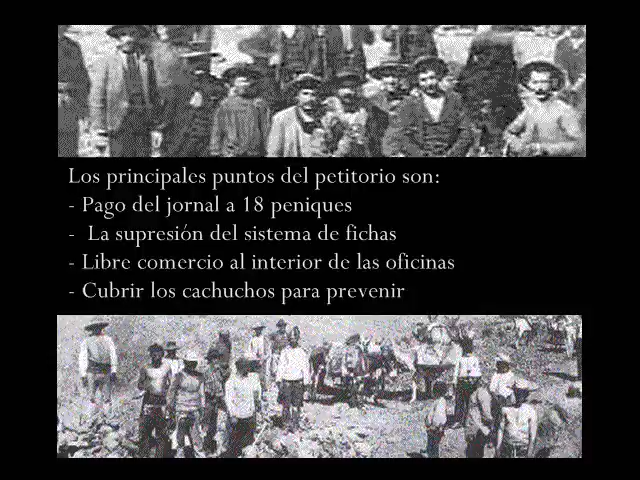 Los principales puntos del petitorio son:
- Pago del jornal a 18 peniques
-  La supresión del sistema de fichas
- Libre comercio al interior de las oficinas
- Cubrir los cachuchos para prevenir